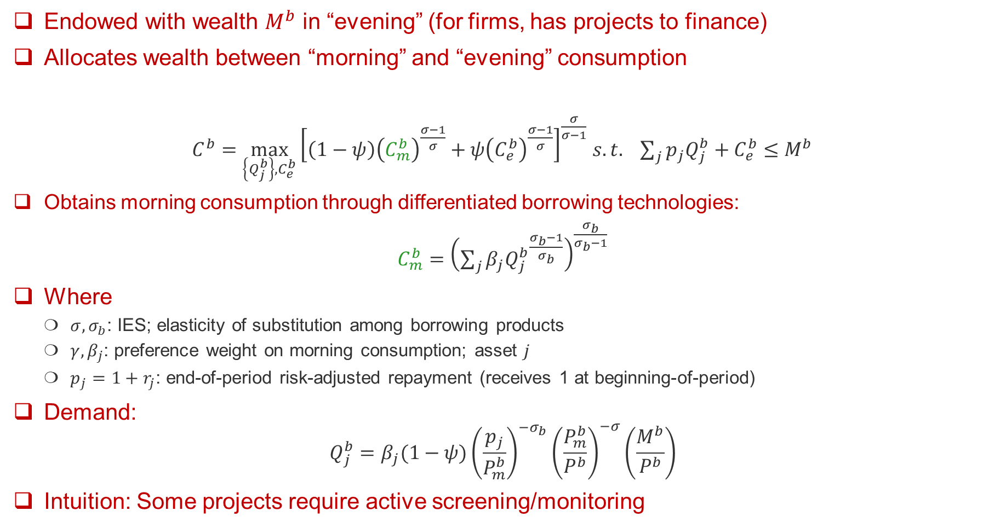 ❑ Endowed with wealth $M^b$ in “evening” (for firms, has projects to finance)
❑ Allocates wealth between “morning” and “evening” consumption
$C^b = \max_{\{Q_j^b\},C_e^b} \left[(1-\psi)(C_m^b)^{\frac{\sigma-1}{\sigma}} + \psi(C_e^b)^{\frac{\sigma-1}{\sigma}}\right]^{\frac{\sigma}{\sigma-1}} s.t. \sum_j p_j Q_j^b + C_e^b \leq M^b$
❑ Obtains morning consumption through differentiated borrowing technologies:
$C_m^b = \left(\sum_j \beta_j {Q_j^b}^{\frac{\sigma_b-1}{\sigma_b}}\right)^{\frac{\sigma_b}{\sigma_b-1}}$
❑ Where
❍ $\sigma, \sigma_b$: IES; elasticity of substitution among borrowing products
❍ $\gamma, \beta_j$: preference weight on morning consumption; asset $j$
❍ $p_j = 1 + r_j$: end-of-period risk-adjusted repayment (receives 1 at beginning-of-period)
❑ Demand:
$Q_j^b = \beta_j(1-\psi)\left(\frac{p_j}{P_m^b}\right)^{-\sigma_b}\left(\frac{P_m^b}{P^b}\right)^{-\sigma}\left(\frac{M^b}{P^b}\right)$
❑ Intuition: Some projects require active screening/monitoring